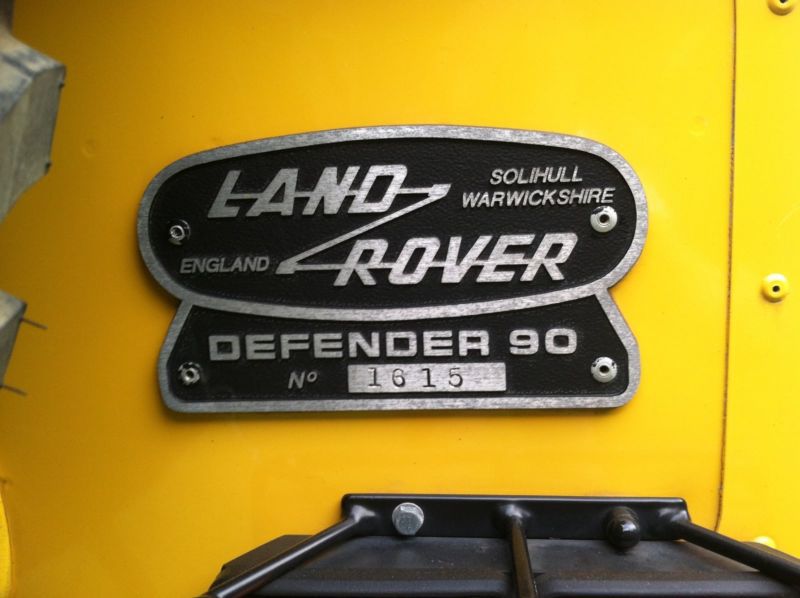 LAND ROVER
SOLIHULL
WARWICKSHIRE
ENGLAND
DEFENDER 90
Nº 1615